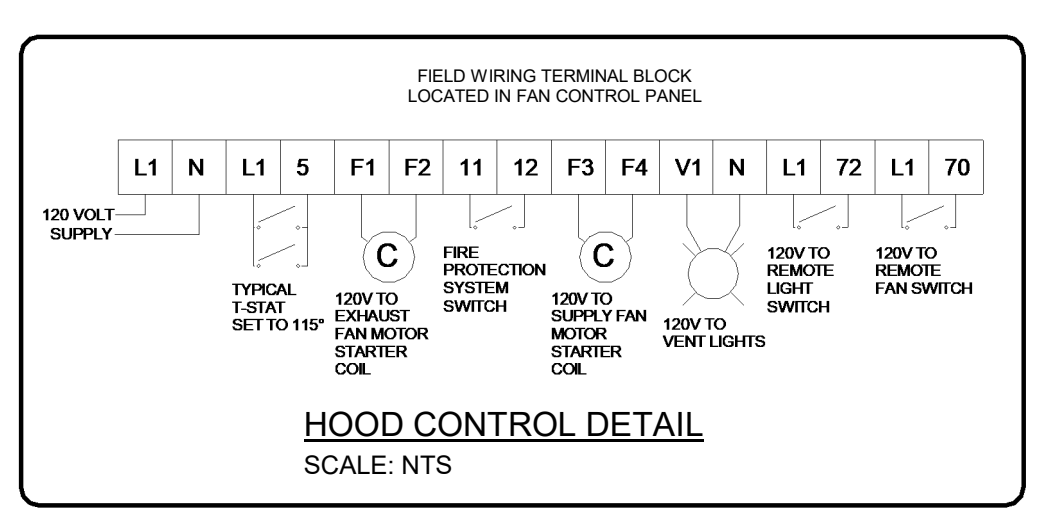 FIELD WIRING TERMINAL BLOCK
LOCATED IN FAN CONTROL PANEL
L1 N L1 5 F1 F2 11 12 F3 F4 V1 N L1 72 L1 70
120 VOLT
SUPPLY
TYPICAL
T-STAT
SET TO 115°
C
120V TO
EXHAUST
FAN MOTOR
STARTER
COIL
FIRE
PROTECTION
SYSTEM
SWITCH
C
120V TO
SUPPLY FAN
MOTOR
STARTER
COIL
120V TO
VENT LIGHTS
120V TO
REMOTE
LIGHT
SWITCH
120V TO
REMOTE
FAN SWITCH
HOOD CONTROL DETAIL
SCALE: NTS